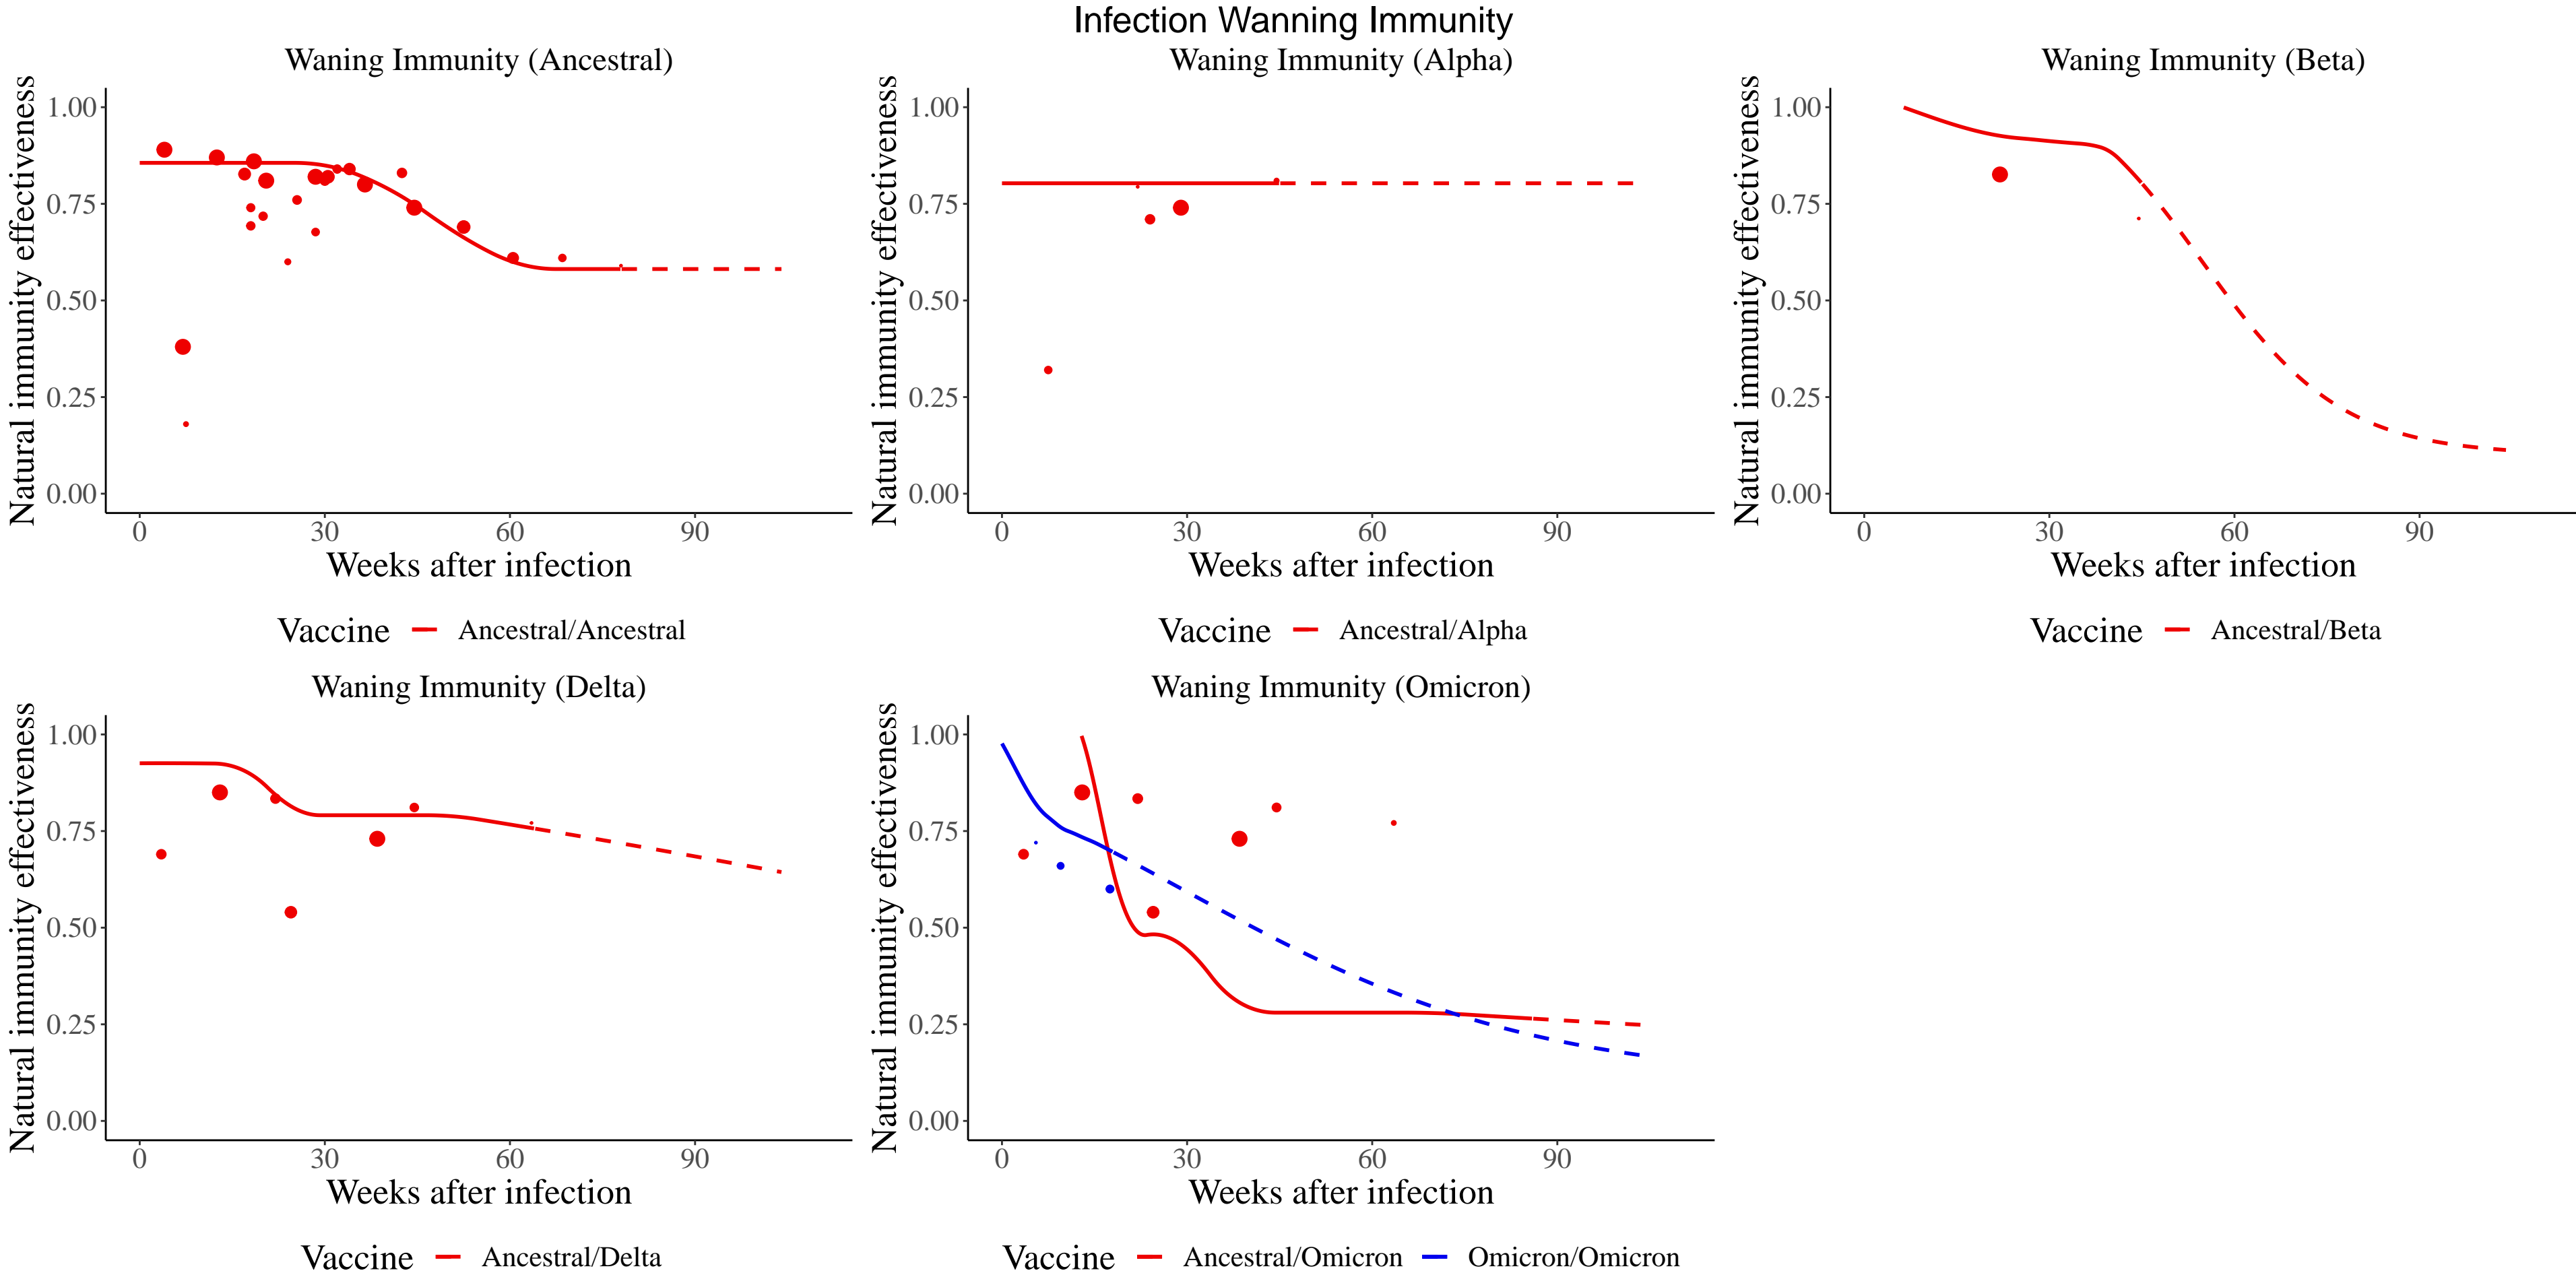 Infection Wanning Immunity
Waning Immunity (Ancestral)
Natural immunity effectiveness
1.00
0.75
0.50
0.25
0.00
0 30 60 90
Weeks after infection
Vaccine Ancestral/Ancestral
Waning Immunity (Alpha)
Natural immunity effectiveness
1.00
0.75
0.50
0.25
0.00
0 30 60 90
Weeks after infection
Vaccine Ancestral/Alpha
Waning Immunity (Beta)
Natural immunity effectiveness
1.00
0.75
0.50
0.25
0.00
0 30 60 90
Weeks after infection
Vaccine Ancestral/Beta
Waning Immunity (Delta)
Natural immunity effectiveness
1.00
0.75
0.50
0.25
0.00
0 30 60 90
Weeks after infection
Vaccine Ancestral/Delta
Waning Immunity (Omicron)
Natural immunity effectiveness
1.00
0.75
0.50
0.25
0.00
0 30 60 90
Weeks after infection
Vaccine Ancestral/Omicron Omicron/Omicron